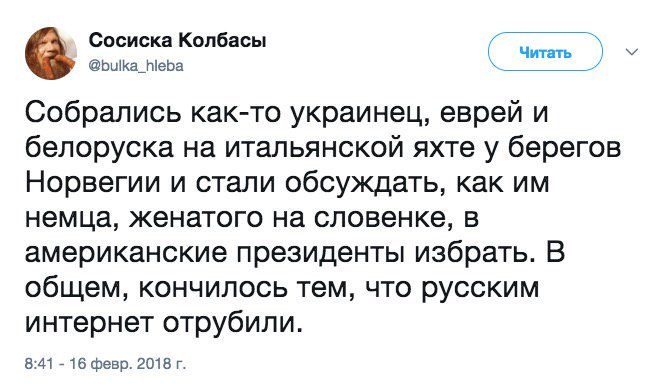 Сосиска Колбасы
@bulka_hleba
Читать
Собрались как-то украинец, еврей и
белоруска на итальянской яхте у берегов
Норвегии и стали обсуждать, как им
немца, женатого на словенке, в
американские президенты избрать. В
общем, кончилось тем, что русским
интернет отрубили.
8:41 - 16 февр. 2018 г.